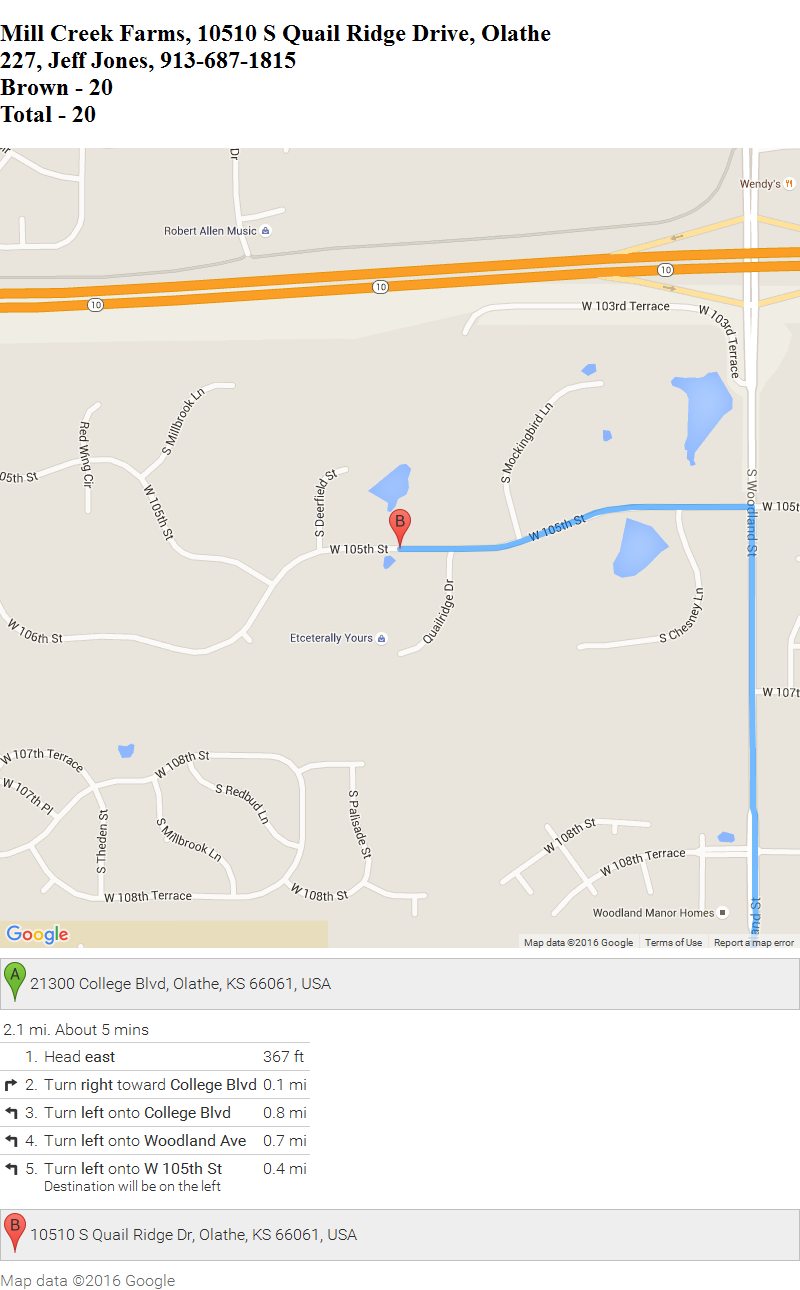 Mill Creek Farms, 10510 S Quail Ridge Drive, Olathe
227, Jeff Jones, 913-687-1815
Brown - 20
Total - 20
Dr
Wendy's
Robert Allen Music
10
10
10
W 103rd Terrace
W 103rd Terrace
S Millbrook Ln
S Mockingbird Ln
Red Wing Cir
05th St
S Deerfield St
S Woodland St
W 105th St
W 105t
B
W 105th St
W 105th St
Quailridge Dr
S Chesney Ln
W 106th St
Etceterally Yours
W 107t
W 107th Terrace
W 108th St
W 107th Pl
S Redbud Ln
S Palisade St
S Theden St
S Millbrook Ln
W 108th St
W 108th Terrace
W 108th Terrace
W 108th St
Woodland Manor Homes
Google
Map data ©2016 Google
Terms of Use
Report a map error
A
21300 College Blvd, Olathe, KS 66061, USA
2.1 mi. About 5 mins
1. Head east 367 ft
2. Turn right toward College Blvd 0.1 mi
3. Turn left onto College Blvd 0.8 mi
4. Turn left onto Woodland Ave 0.7 mi
5. Turn left onto W 105th St 0.4 mi
Destination will be on the left
B
10510 S Quail Ridge Dr, Olathe, KS 66061, USA
Map data ©2016 Google